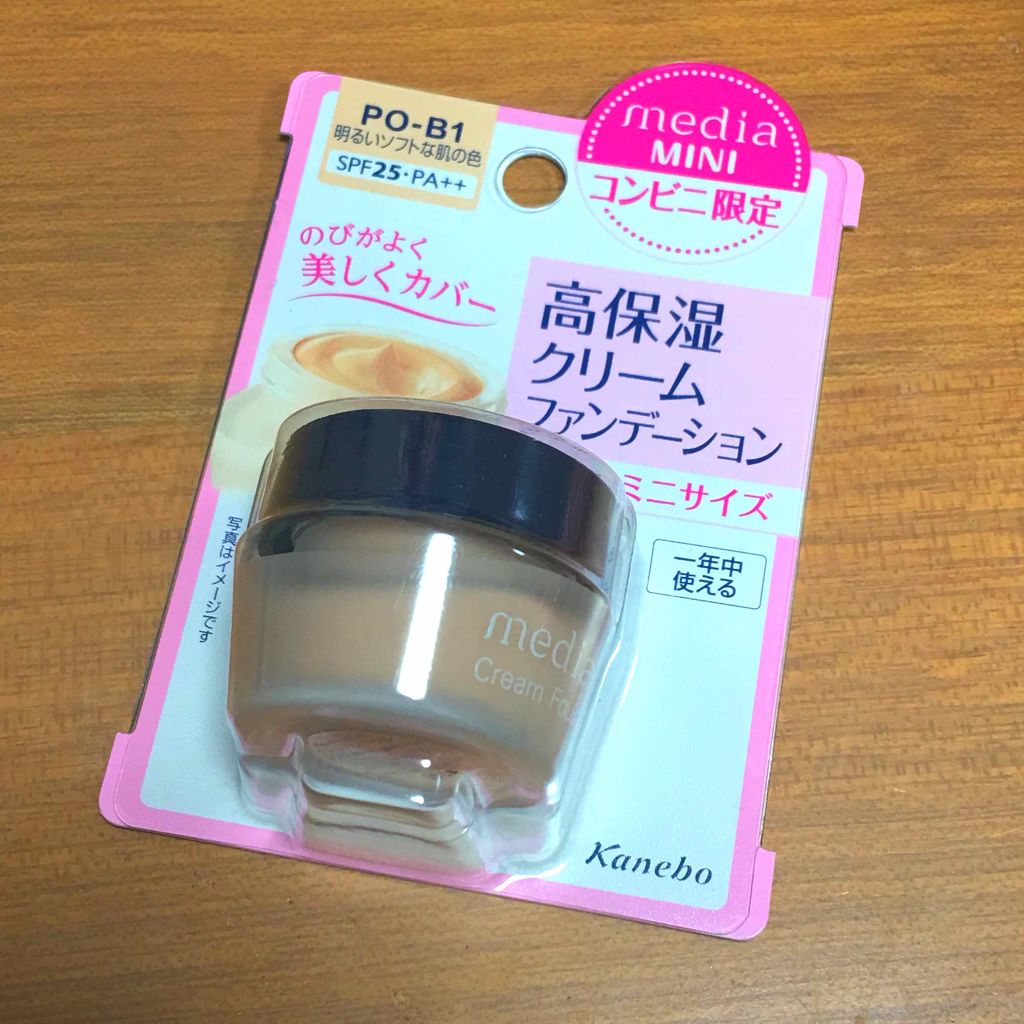 PO-B1
明るいソフトな肌の色
SPF25・PA++
media
MINI
コンビニ限定
のびがよく
美しくカバー
高保湿
クリーム
ファンデーション
ミニサイズ
一年中
使える
写真はイメージです
media
Cream
Kanebo